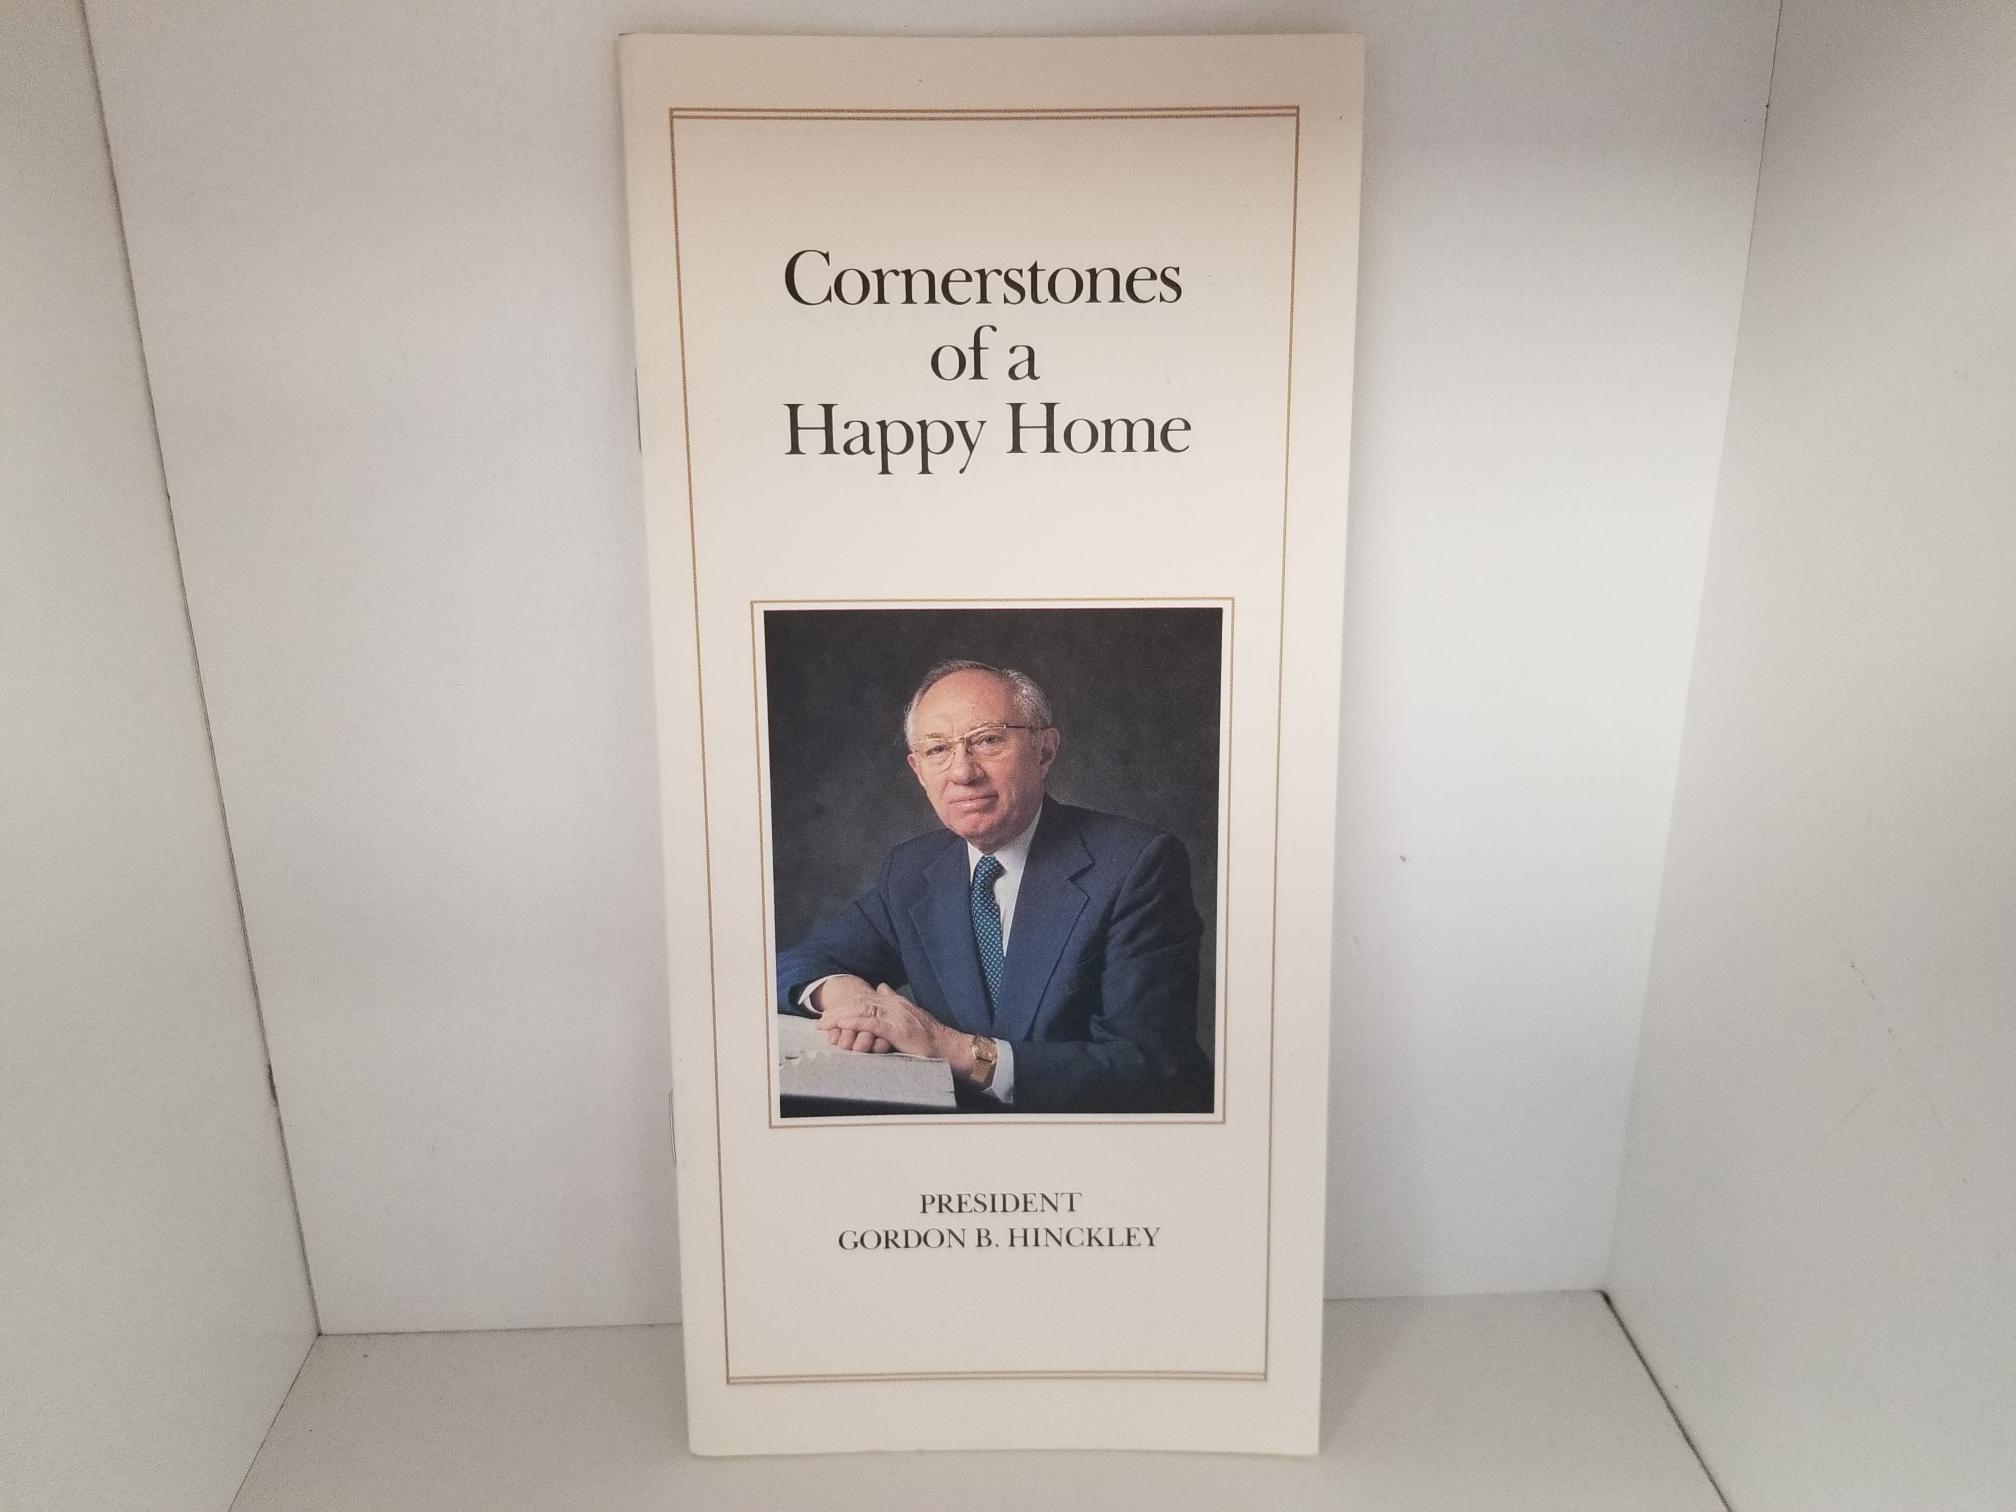 Cornerstones
of a
Happy Home
PRESIDENT
GORDON B. HINCKLEY